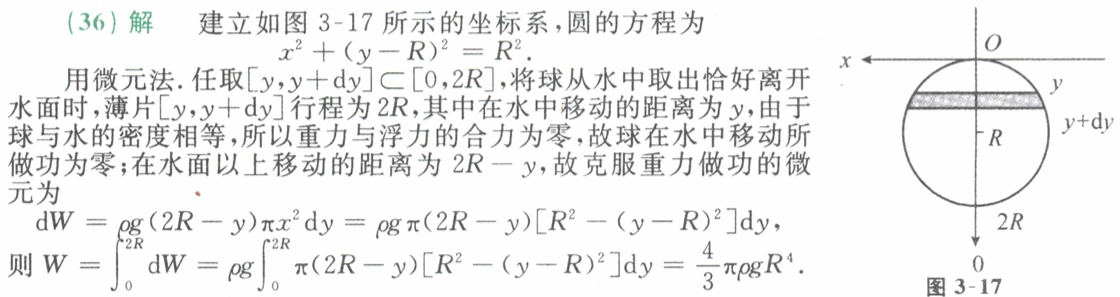 (36) 解 建立如图 3-17 所示的坐标系,圆的方程为
x² + (y − R)² = R².
用微元法.任取[y,y+dy]⊂[0,2R],将球从水中取出恰好离开
水面时,薄片[y,y+dy]行程为2R,其中在水中移动的距离为y,由于
球与水的密度相等,所以重力与浮力的合力为零,故球在水中移动所
做功为零;在水面以上移动的距离为 2R − y,故克服重力做功的微
元为
dW = ρg(2R − y)πx²dy = ρgπ(2R − y)[R² − (y − R)²]dy,
则 W = ∫₀²ᴿ dW = ρg∫₀²ᴿ π(2R − y)[R² − (y − R)²]dy = 4/3 πρgR⁴.
O
x
y
y+dy
R
2R
0
图 3-17